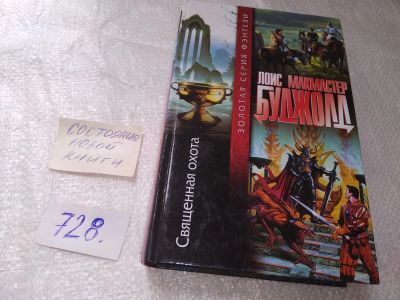 СОСТОЯНИЕ
НОВОЙ
КНИГИ
728.
Священная охота
ЗОЛОТАЯ СЕРИЯ ФЭНТЕЗИ
ЛОИС МАКМАСТЕР
БУДЖОЛД